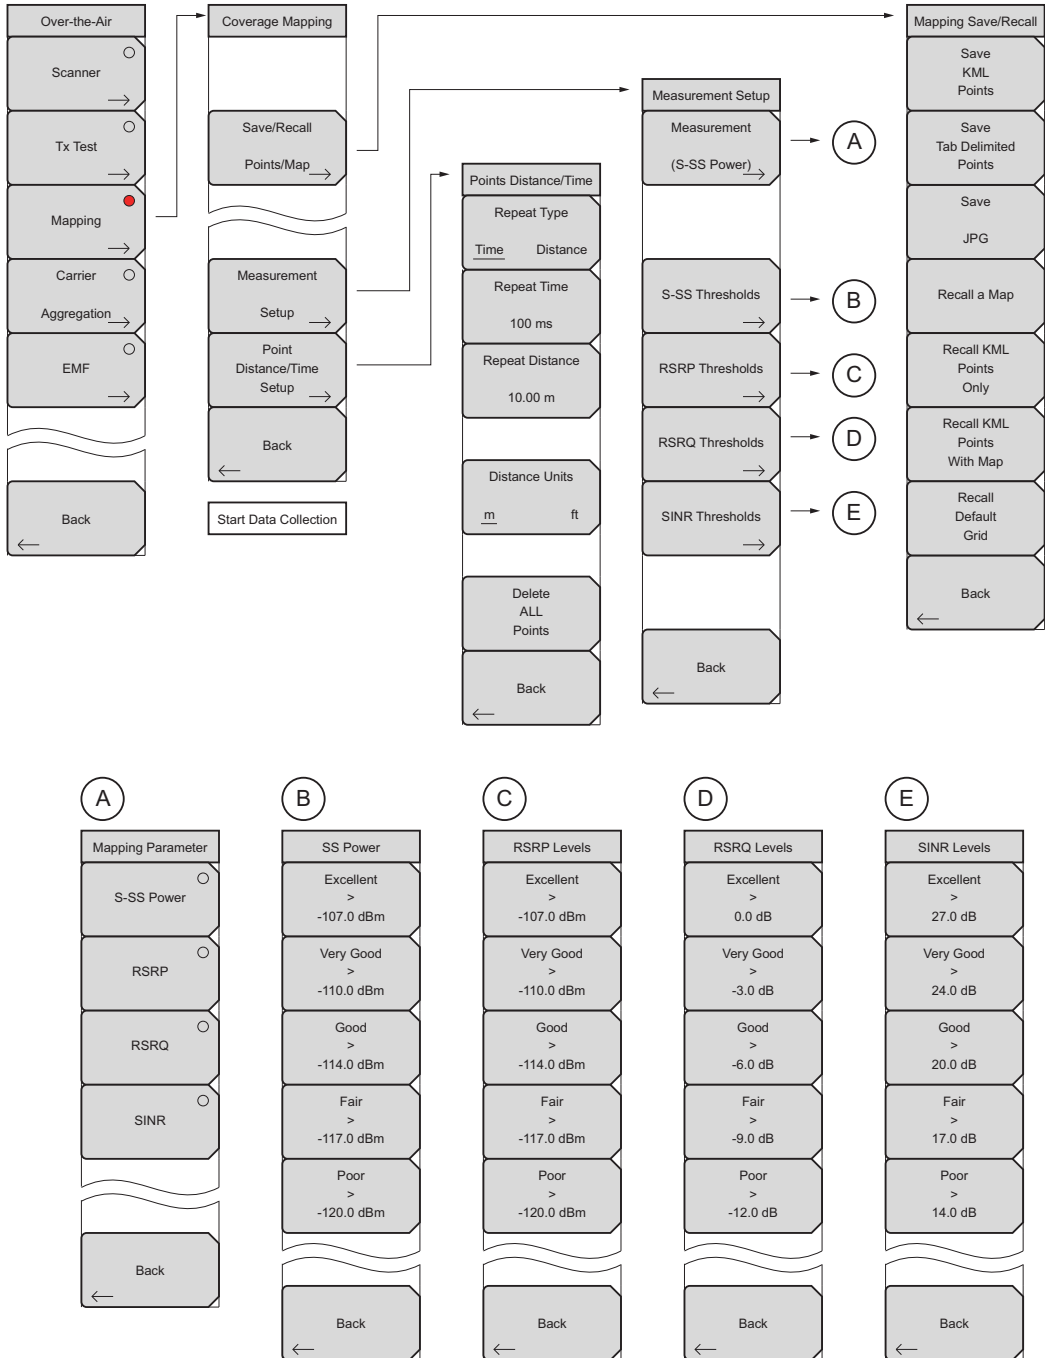 Over-the-Air
Scanner
Tx Test
Mapping
Carrier
Aggregation
EMF
Back
Coverage Mapping
Save/Recall
Points/Map
Measurement
Setup
Point
Distance/Time
Setup
Back
Start Data Collection
Points Distance/Time
Repeat Type
Time Distance
Repeat Time
100 ms
Repeat Distance
10.00 m
Distance Units
m ft
Delete
ALL
Points
Back
Measurement Setup
Measurement
(S-SS Power)
A
S-SS Thresholds
B
RSRP Thresholds
C
RSRQ Thresholds
D
SINR Thresholds
E
Back
Mapping Save/Recall
Save
KML
Points
Save
Tab Delimited
Points
Save
JPG
Recall a Map
Recall KML
Points
Only
Recall KML
Points
With Map
Recall
Default
Grid
Back
A
Mapping Parameter
S-SS Power
RSRP
RSRQ
SINR
Back
B
SS Power
Excellent
>
-107.0 dBm
Very Good
>
-110.0 dBm
Good
>
-114.0 dBm
Fair
>
-117.0 dBm
Poor
>
-120.0 dBm
Back
C
RSRP Levels
Excellent
>
-107.0 dBm
Very Good
>
-110.0 dBm
Good
>
-114.0 dBm
Fair
>
-117.0 dBm
Poor
>
-120.0 dBm
Back
D
RSRQ Levels
Excellent
>
0.0 dB
Very Good
>
-3.0 dB
Good
>
-6.0 dB
Fair
>
-9.0 dB
Poor
>
-12.0 dB
Back
E
SINR Levels
Excellent
>
27.0 dB
Very Good
>
24.0 dB
Good
>
20.0 dB
Fair
>
17.0 dB
Poor
>
14.0 dB
Back